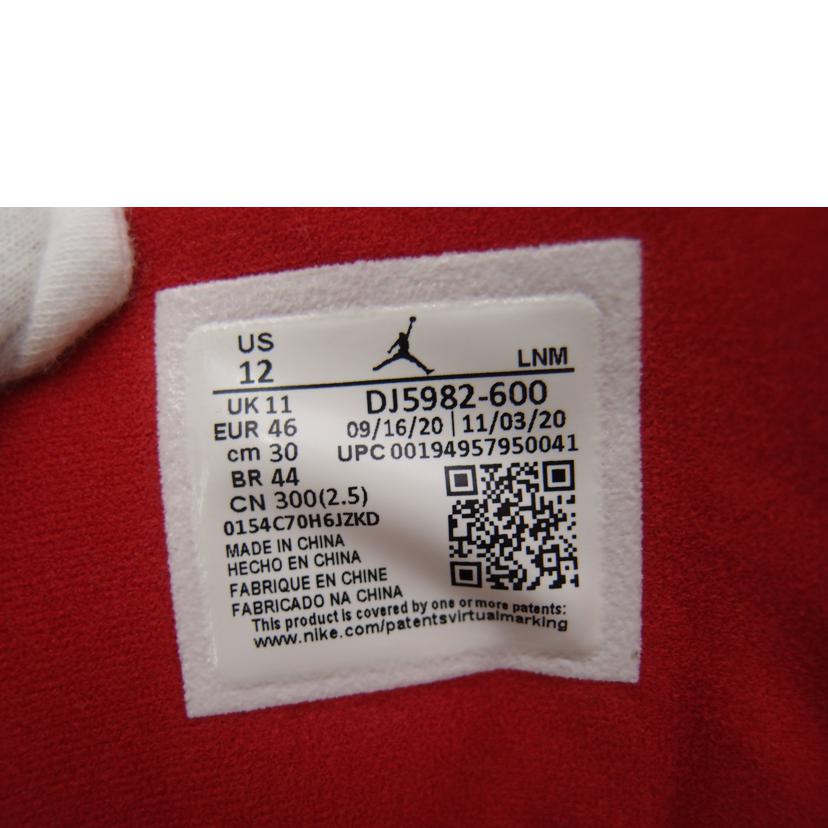 US
12
LNM
UK 11
DJ5982-600
EUR 46
09/16/20 | 11/03/20
cm 30
UPC 00194957950041
BR 44
CN 300(2.5)
0154C70H6JZKD
MADE IN CHINA
HECHO EN CHINA
FABRIQUE EN CHINE
FABRICADO NA CHINA
This product is covered by one or more patents:
www.nike.com/patentsvirtualmarking